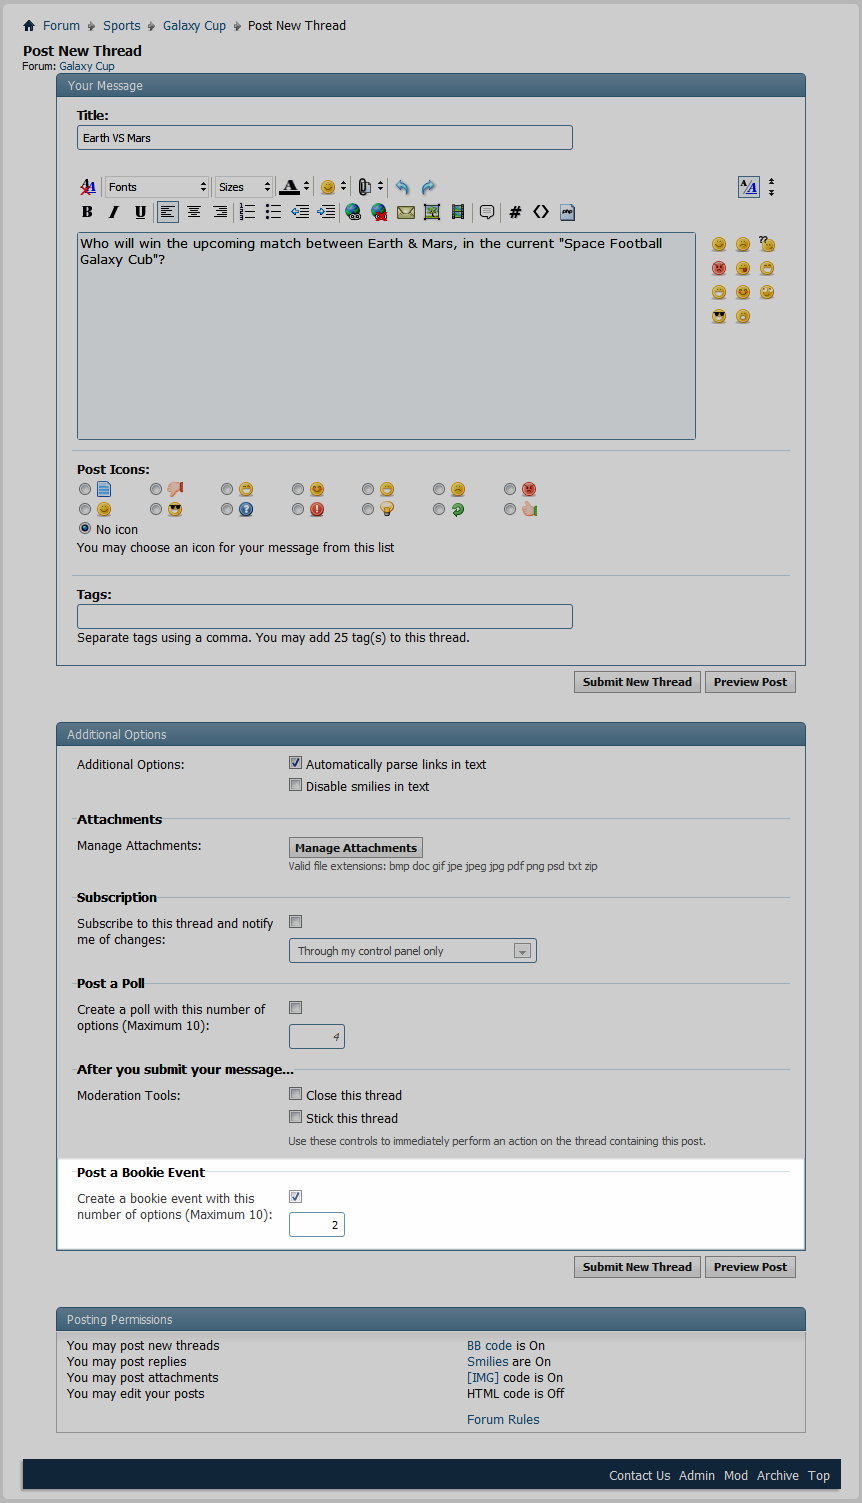 Forum Sports Galaxy Cup Post New Thread
Post New Thread
Forum: Galaxy Cup
Your Message
Title:
Earth VS Mars
Fonts Sizes A
B I U # <> php
Who will win the upcoming match between Earth & Mars, in the current "Space Football
Galaxy Cub"?
??
Post Icons:
No icon
You may choose an icon for your message from this list
Tags:
Separate tags using a comma. You may add 25 tag(s) to this thread.
Submit New Thread Preview Post
Additional Options
Additional Options: Automatically parse links in text
Disable smilies in text
Attachments
Manage Attachments: Manage Attachments
Valid file extensions: bmp doc gif jpe jpeg jpg pdf png psd txt zip
Subscription
Subscribe to this thread and notify
me of changes:
Through my control panel only
Post a Poll
Create a poll with this number of
options (Maximum 10):
4
After you submit your message...
Moderation Tools: Close this thread
Stick this thread
Use these controls to immediately perform an action on the thread containing this post.
Post a Bookie Event
Create a bookie event with this
number of options (Maximum 10):
2
Submit New Thread Preview Post
Posting Permissions
You may post new threads
You may post replies
You may post attachments
You may edit your posts
BB code is On
Smilies are On
[IMG] code is On
HTML code is Off
Forum Rules
Contact Us Admin Mod Archive Top